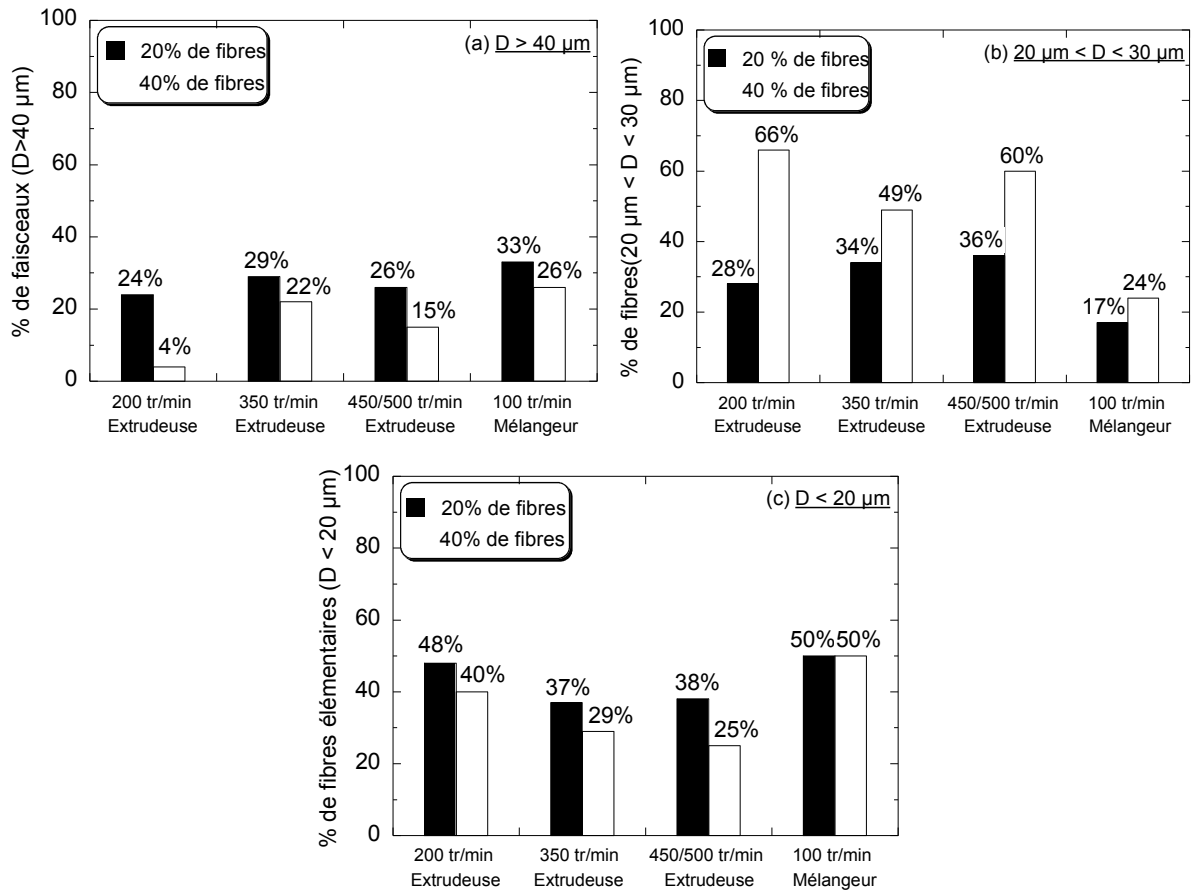 100
80
60
40
20
0
% de faisceaux (D>40 µm)
20% de fibres
40% de fibres
(a) D > 40 µm
24%
4%
29%
22%
26%
15%
33%
26%
200 tr/min
Extrudeuse
350 tr/min
Extrudeuse
450/500 tr/min
Extrudeuse
100 tr/min
Mélangeur
100
80
60
40
20
0
% de fibres(20 µm < D < 30 µm)
20 % de fibres
40 % de fibres
(b) 20 µm < D < 30 µm
28%
66%
34%
49%
36%
60%
17%
24%
200 tr/min
Extrudeuse
350 tr/min
Extrudeuse
450/500 tr/min
Extrudeuse
100 tr/min
Mélangeur
100
80
60
40
20
0
% de fibres élémentaires (D < 20 µm)
20% de fibres
40% de fibres
(c) D < 20 µm
48%
40%
37%
29%
38%
25%
50%
50%
200 tr/min
Extrudeuse
350 tr/min
Extrudeuse
450/500 tr/min
Extrudeuse
100 tr/min
Mélangeur